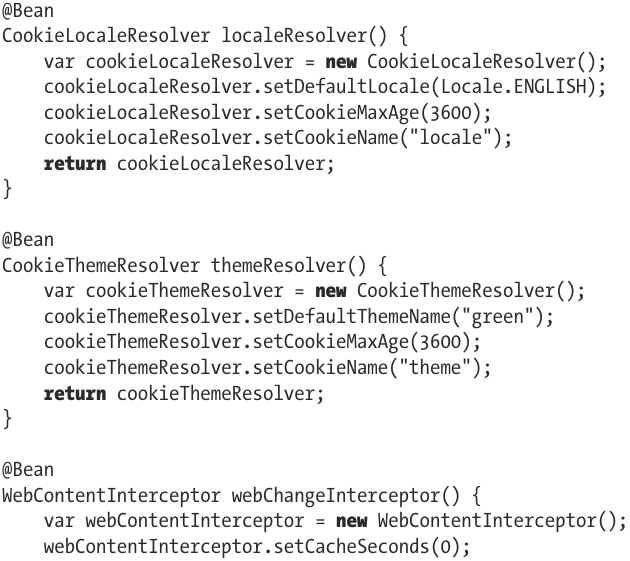 @Bean
CookieLocaleResolver localeResolver() {
    var cookieLocaleResolver = new CookieLocaleResolver();
    cookieLocaleResolver.setDefaultLocale(Locale.ENGLISH);
    cookieLocaleResolver.setCookieMaxAge(3600);
    cookieLocaleResolver.setCookieName("locale");
    return cookieLocaleResolver;
}

@Bean
CookieThemeResolver themeResolver() {
    var cookieThemeResolver = new CookieThemeResolver();
    cookieThemeResolver.setDefaultThemeName("green");
    cookieThemeResolver.setCookieMaxAge(3600);
    cookieThemeResolver.setCookieName("theme");
    return cookieThemeResolver;
}

@Bean
WebContentInterceptor webChangeInterceptor() {
    var webContentInterceptor = new WebContentInterceptor();
    webContentInterceptor.setCacheSeconds(0);